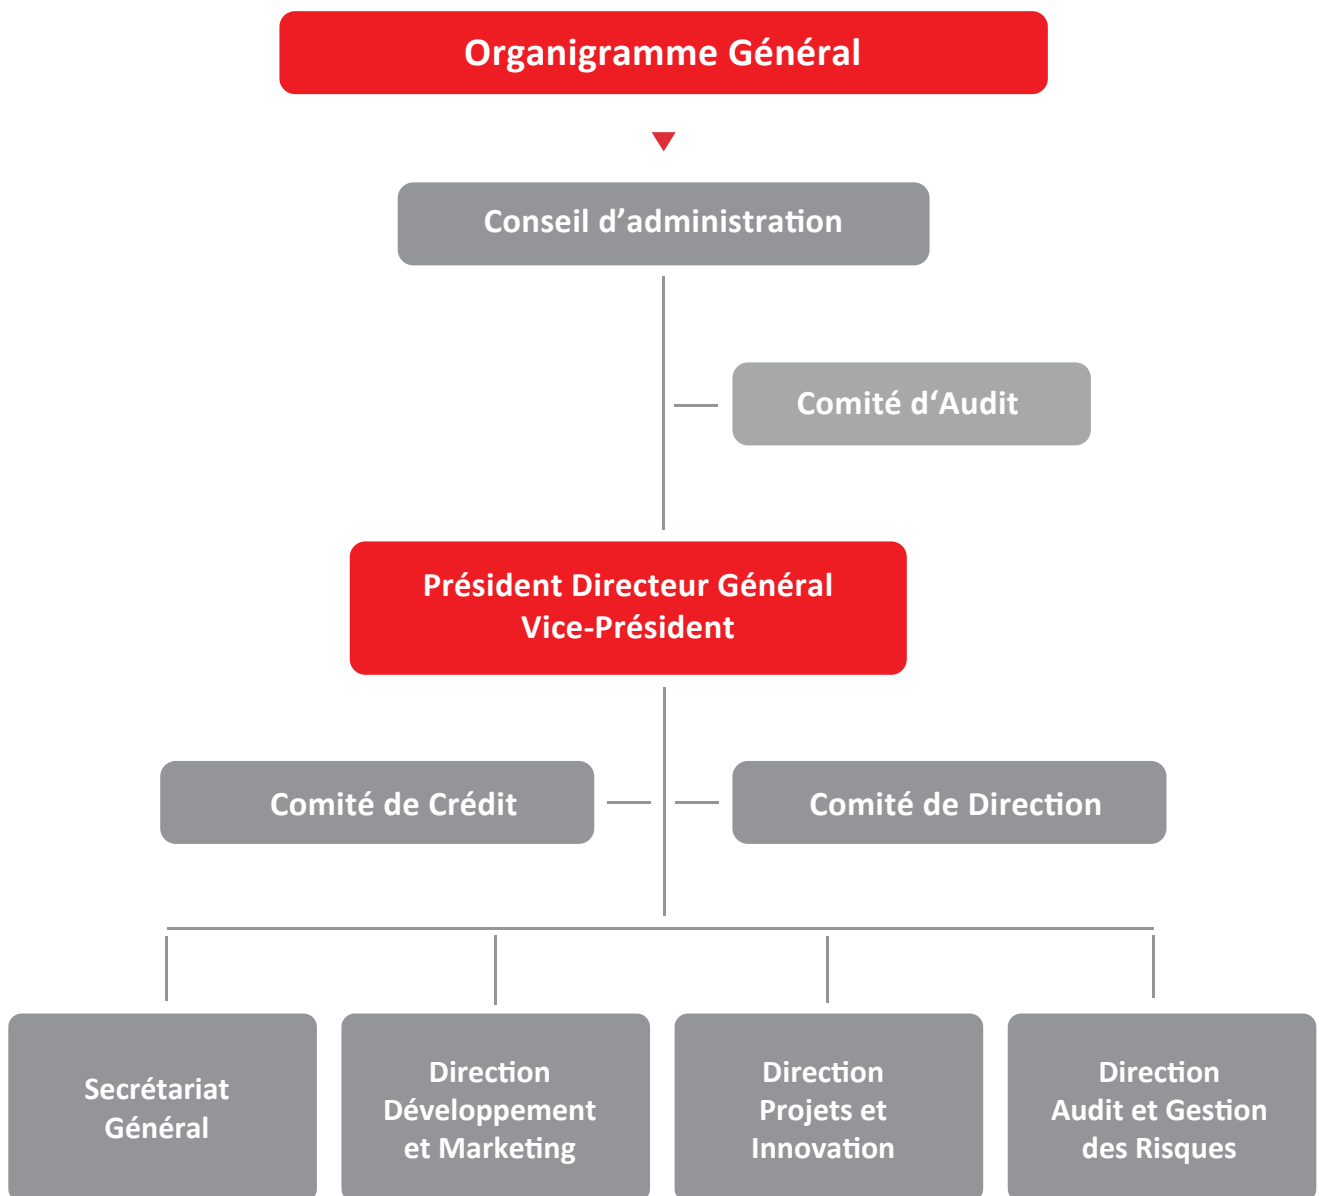 Organigramme Général
Conseil d’administration
Comité d‘Audit
Président Directeur Général
Vice-Président
Comité de Crédit
Comité de Direction
Secrétariat
Général
Direction
Développement
et Marketing
Direction
Projets et
Innovation
Direction
Audit et Gestion
des Risques